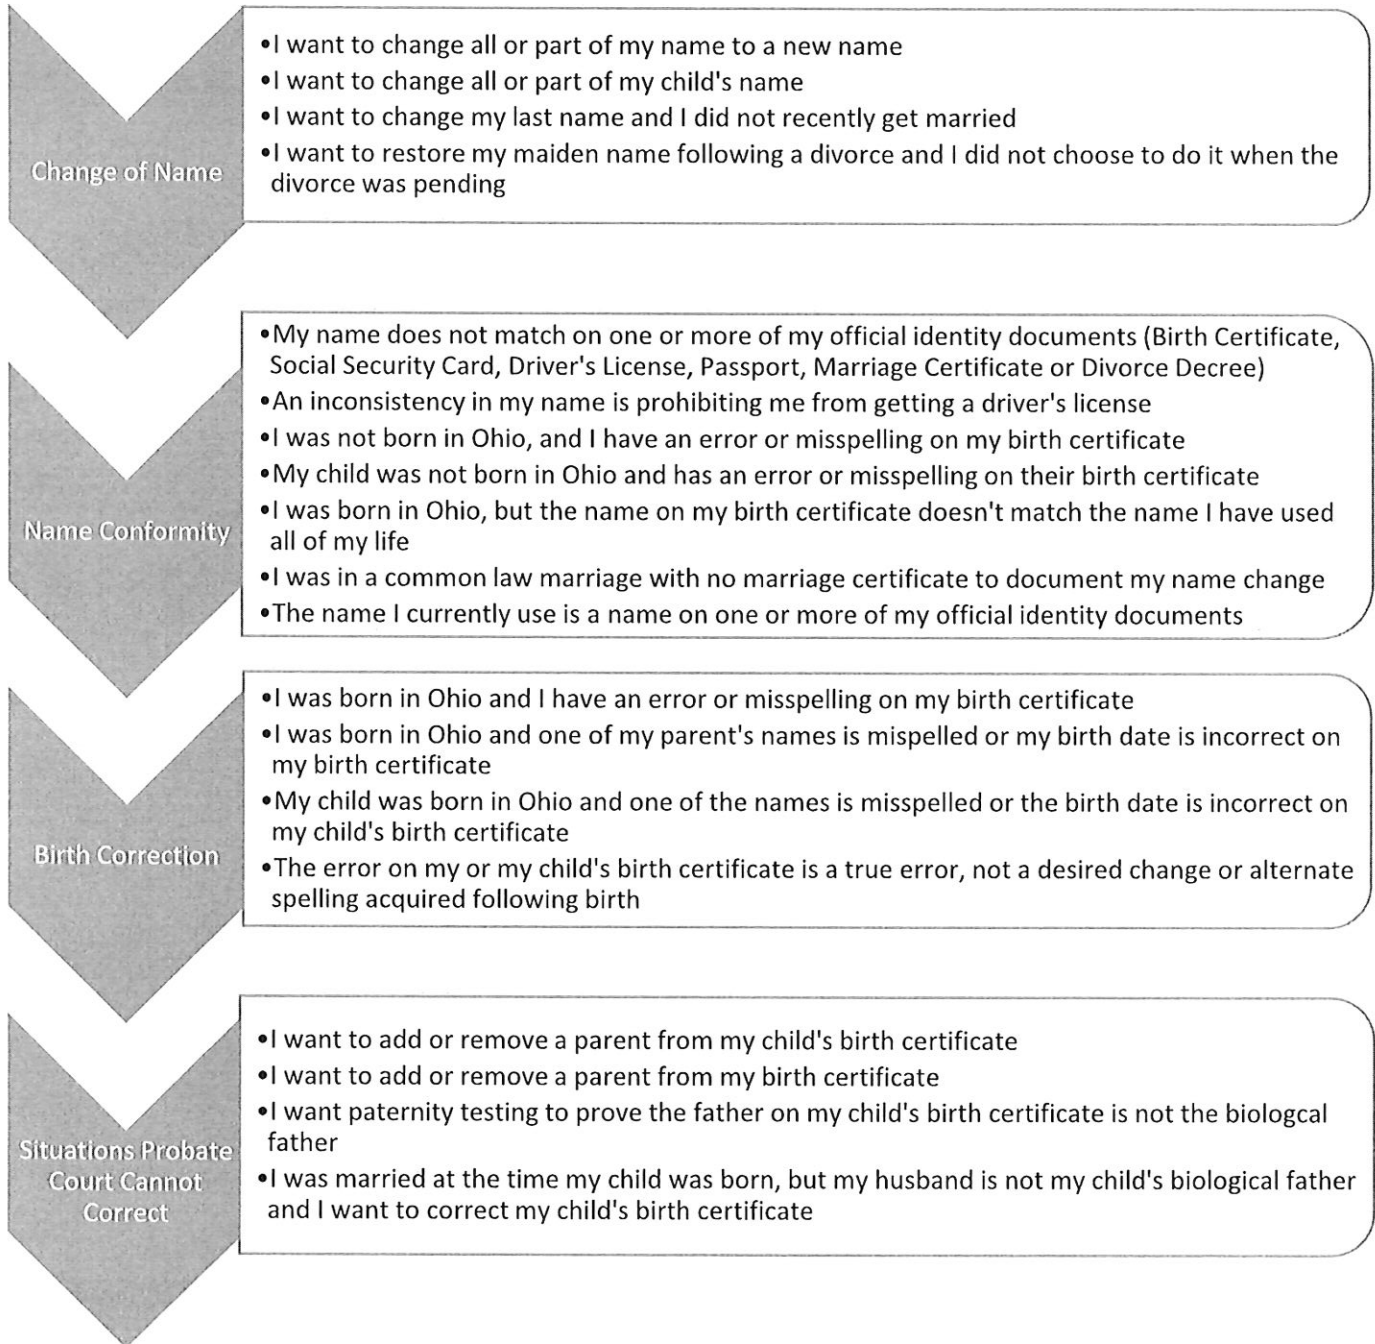 •I want to change all or part of my name to a new name
•I want to change all or part of my child's name
•I want to change my last name and I did not recently get married
•I want to restore my maiden name following a divorce and I did not choose to do it when the
divorce was pending
Change of Name
•My name does not match on one or more of my official identity documents (Birth Certificate,
Social Security Card, Driver's License, Passport, Marriage Certificate or Divorce Decree)
•An inconsistency in my name is prohibiting me from getting a driver's license
•I was not born in Ohio, and I have an error or misspelling on my birth certificate
•My child was not born in Ohio and has an error or misspelling on their birth certificate
•I was born in Ohio, but the name on my birth certificate doesn't match the name I have used
all of my life
•I was in a common law marriage with no marriage certificate to document my name change
•The name I currently use is a name on one or more of my official identity documents
Name Conformity
•I was born in Ohio and I have an error or misspelling on my birth certificate
•I was born in Ohio and one of my parent's names is mispelled or my birth date is incorrect on
my birth certificate
•My child was born in Ohio and one of the names is misspelled or the birth date is incorrect on
my child's birth certificate
•The error on my or my child's birth certificate is a true error, not a desired change or alternate
spelling acquired following birth
Birth Correction
•I want to add or remove a parent from my child's birth certificate
•I want to add or remove a parent from my birth certificate
•I want paternity testing to prove the father on my child's birth certificate is not the biologcal
father
•I was married at the time my child was born, but my husband is not my child's biological father
and I want to correct my child's birth certificate
Situations Probate
Court Cannot
Correct